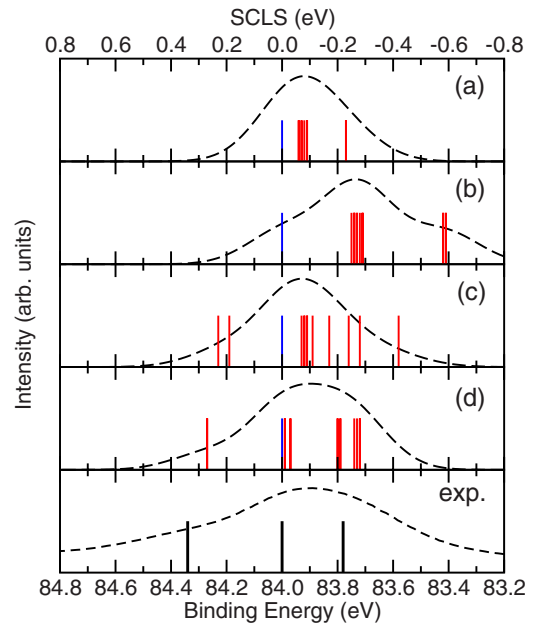 SCLS (eV)
0.8 0.6 0.4 0.2 0.0 -0.2 -0.4 -0.6 -0.8
(a)
(b)
(c)
(d)
exp.
Intensity (arb. units)
84.8 84.6 84.4 84.2 84.0 83.8 83.6 83.4 83.2
Binding Energy (eV)